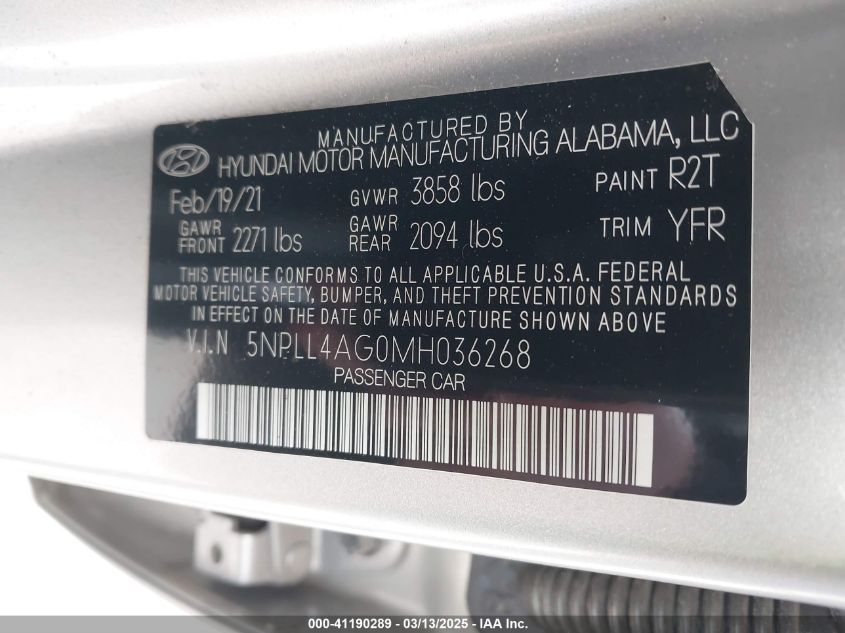 MANUFACTURED BY
HYUNDAI MOTOR MANUFACTURING ALABAMA, LLC
Feb/19/21 GVWR 3858 lbs PAINT R2T
GAWR FRONT 2271 lbs GAWR REAR 2094 lbs TRIM YFR
THIS VEHICLE CONFORMS TO ALL APPLICABLE U.S.A. FEDERAL
MOTOR VEHICLE SAFETY, BUMPER, AND THEFT PREVENTION STANDARDS
IN EFFECT ON THE DATE OF MANUFACTURE SHOWN ABOVE
V.I.N 5NPLL4AG0MH036268
PASSENGER CAR
000-41190289 - 03/13/2025 - IAA Inc.